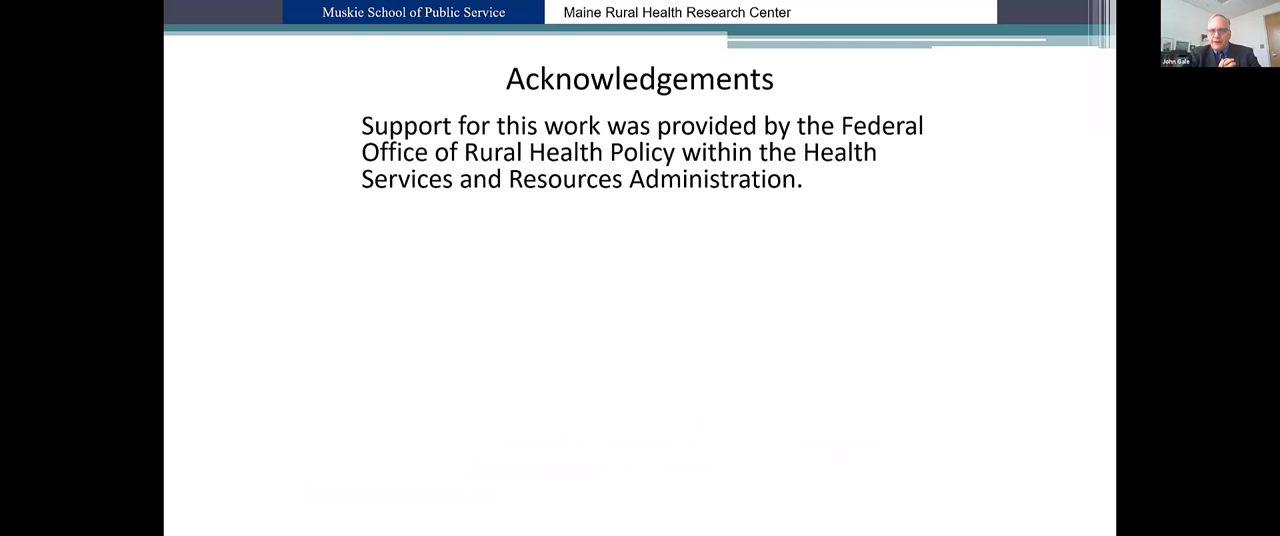 Muskie School of Public Service
Maine Rural Health Research Center
John Gale
Acknowledgements
Support for this work was provided by the Federal
Office of Rural Health Policy within the Health
Services and Resources Administration.